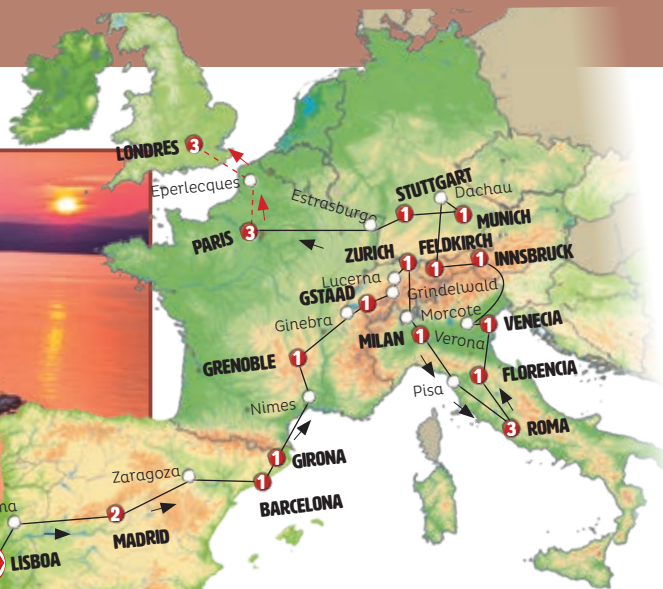 LONDRES 3
Eperlecques
STUTTGART
Dachau
Estrasburgo
1
1 MUNICH
PARIS 3
ZURICH 1
FELDKIRCH
1
1 INNSBRUCK
Lucerna
GSTAAD 1
Grindelwald
Ginebra
Morcote
1 VENECIA
MILAN 1
Verona
GRENOBLE 1
1 FLORENCIA
Pisa
Nimes
3 ROMA
1 GIRONA
Zaragoza
1
BARCELONA
2
MADRID
LISBOA